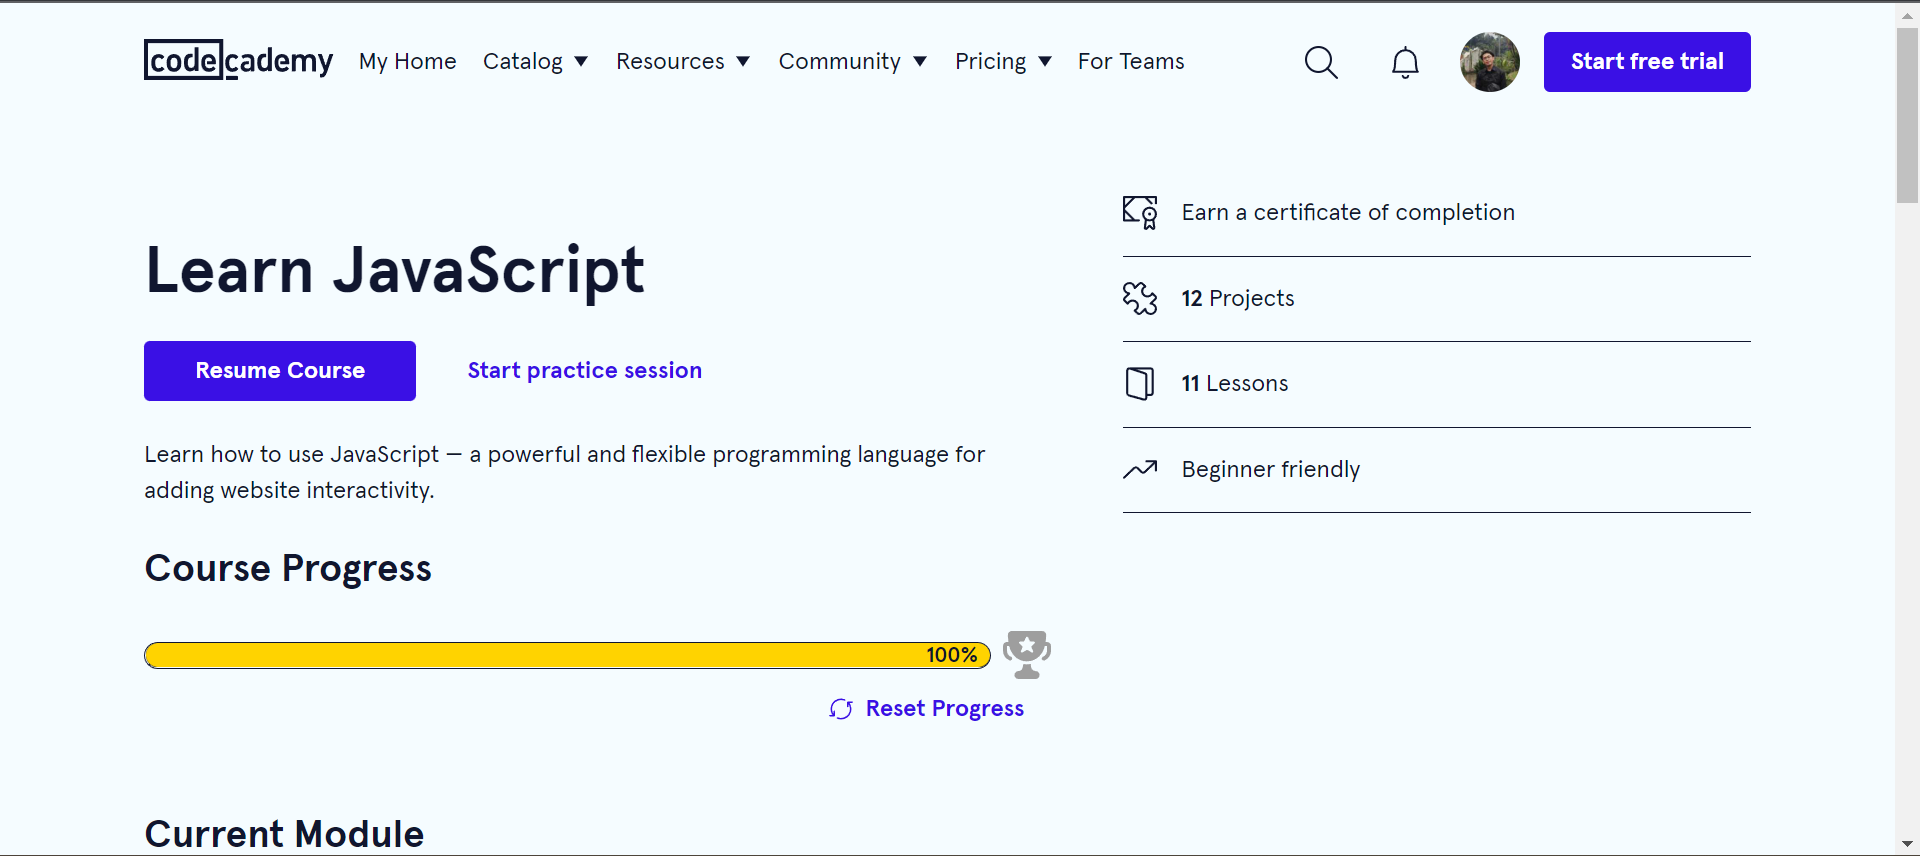 codecademy My Home Catalog Resources Community Pricing For Teams Start free trial
Learn JavaScript
Resume Course Start practice session
Learn how to use JavaScript — a powerful and flexible programming language for
adding website interactivity.
Course Progress
100%
Reset Progress
Current Module
Earn a certificate of completion
12 Projects
11 Lessons
Beginner friendly